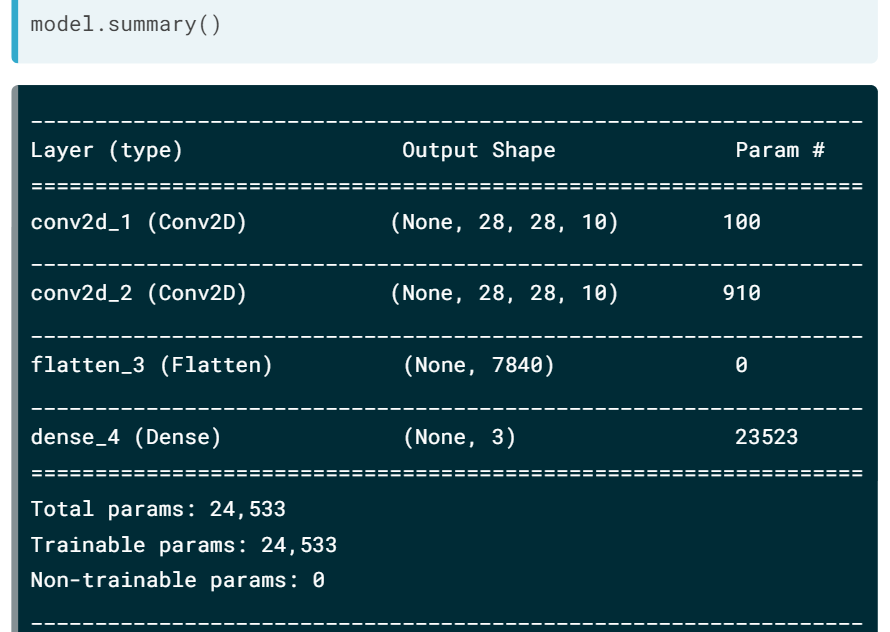 model.summary()
_________________________________________________________________
Layer (type)                 Output Shape              Param #
=================================================================
conv2d_1 (Conv2D)           (None, 28, 28, 10)        100
_________________________________________________________________
conv2d_2 (Conv2D)           (None, 28, 28, 10)        910
_________________________________________________________________
flatten_3 (Flatten)          (None, 7840)              0
_________________________________________________________________
dense_4 (Dense)              (None, 3)                 23523
=================================================================
Total params: 24,533
Trainable params: 24,533
Non-trainable params: 0
_________________________________________________________________